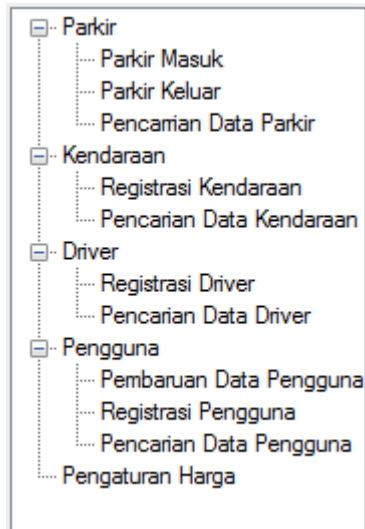 Parkir
Parkir Masuk
Parkir Keluar
Pencarrian Data Parkir
Kendaraan
Registrasi Kendaraan
Pencarian Data Kendaraan
Driver
Registrasi Driver
Pencarian Data Driver
Pengguna
Pembaruan Data Pengguna
Registrasi Pengguna
Pencarian Data Pengguna
Pengaturan Harga